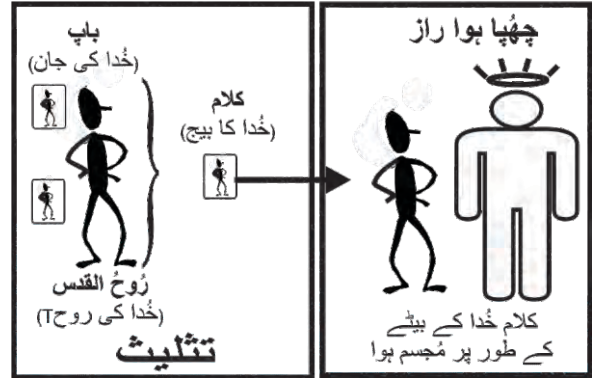 باپ
(خُدا کی جان)
کلام
(خُدا کا بیج)
رُوحُ القدس
(خُدا کی روحT)
تثلیث
چھُپا ہوا راز
کلام خُدا کے بیٹے
کے طور پر مُجسم ہوا